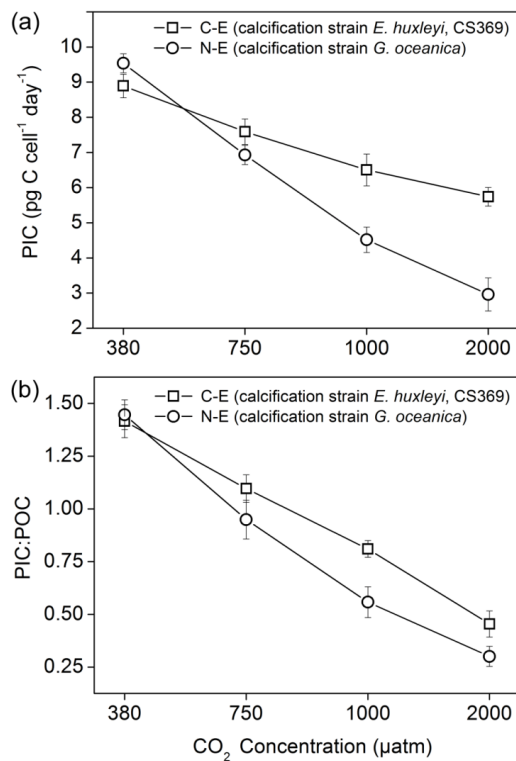 (a)
C-E (calcification strain E. huxleyi, CS369)
N-E (calcification strain G. oceanica)
PIC (pg C cell⁻¹ day⁻¹)
10
9
8
7
6
5
4
3
2
380 750 1000 2000
(b)
C-E (calcification strain E. huxleyi, CS369)
N-E (calcification strain G. oceanica)
PIC:POC
1.50
1.25
1.00
0.75
0.50
0.25
380 750 1000 2000
CO₂ Concentration (µatm)